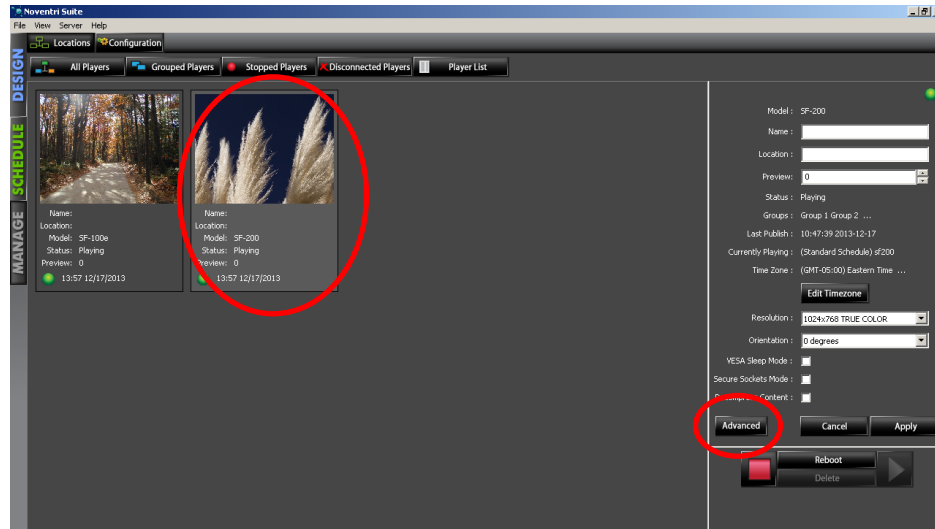 Noventri Suite
File View Server Help
Locations Configuration
All Players Grouped Players Stopped Players Disconnected Players Player List
DESIGN
SCHEDULE
MANAGE
Name:
Location:
Model: SF-100e
Status: Playing
Preview: 0
13:57 12/17/2013
Name:
Location:
Model: SF-200
Status: Playing
Preview: 0
13:57 12/17/2013
Model : SF-200
Name :
Location :
Preview: 0
Status : Playing
Groups : Group 1 Group 2 ...
Last Publish : 10:47:39 2013-12-17
Currently Playing : (Standard Schedule) sf200
Time Zone : (GMT-05:00) Eastern Time ...
Edit Timezone
Resolution : 1024x768 TRUE COLOR
Orientation : 0 degrees
VESA Sleep Mode :
Secure Sockets Mode :
Content :
Advanced Cancel Apply
Reboot
Delete